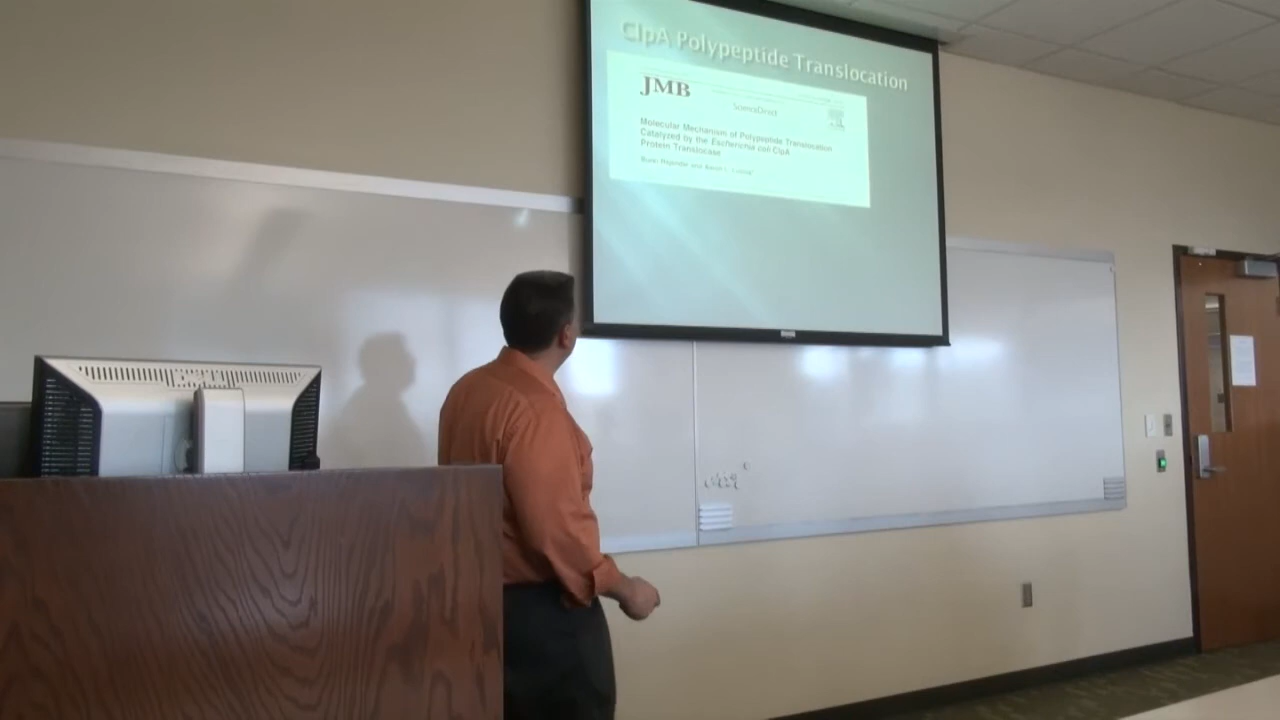 ClpA Polypeptide Translocation
JMB
ScienceDirect
Molecular Mechanism of Polypeptide Translocation
Catalyzed by the Escherichia coli ClpA
Protein Translocase